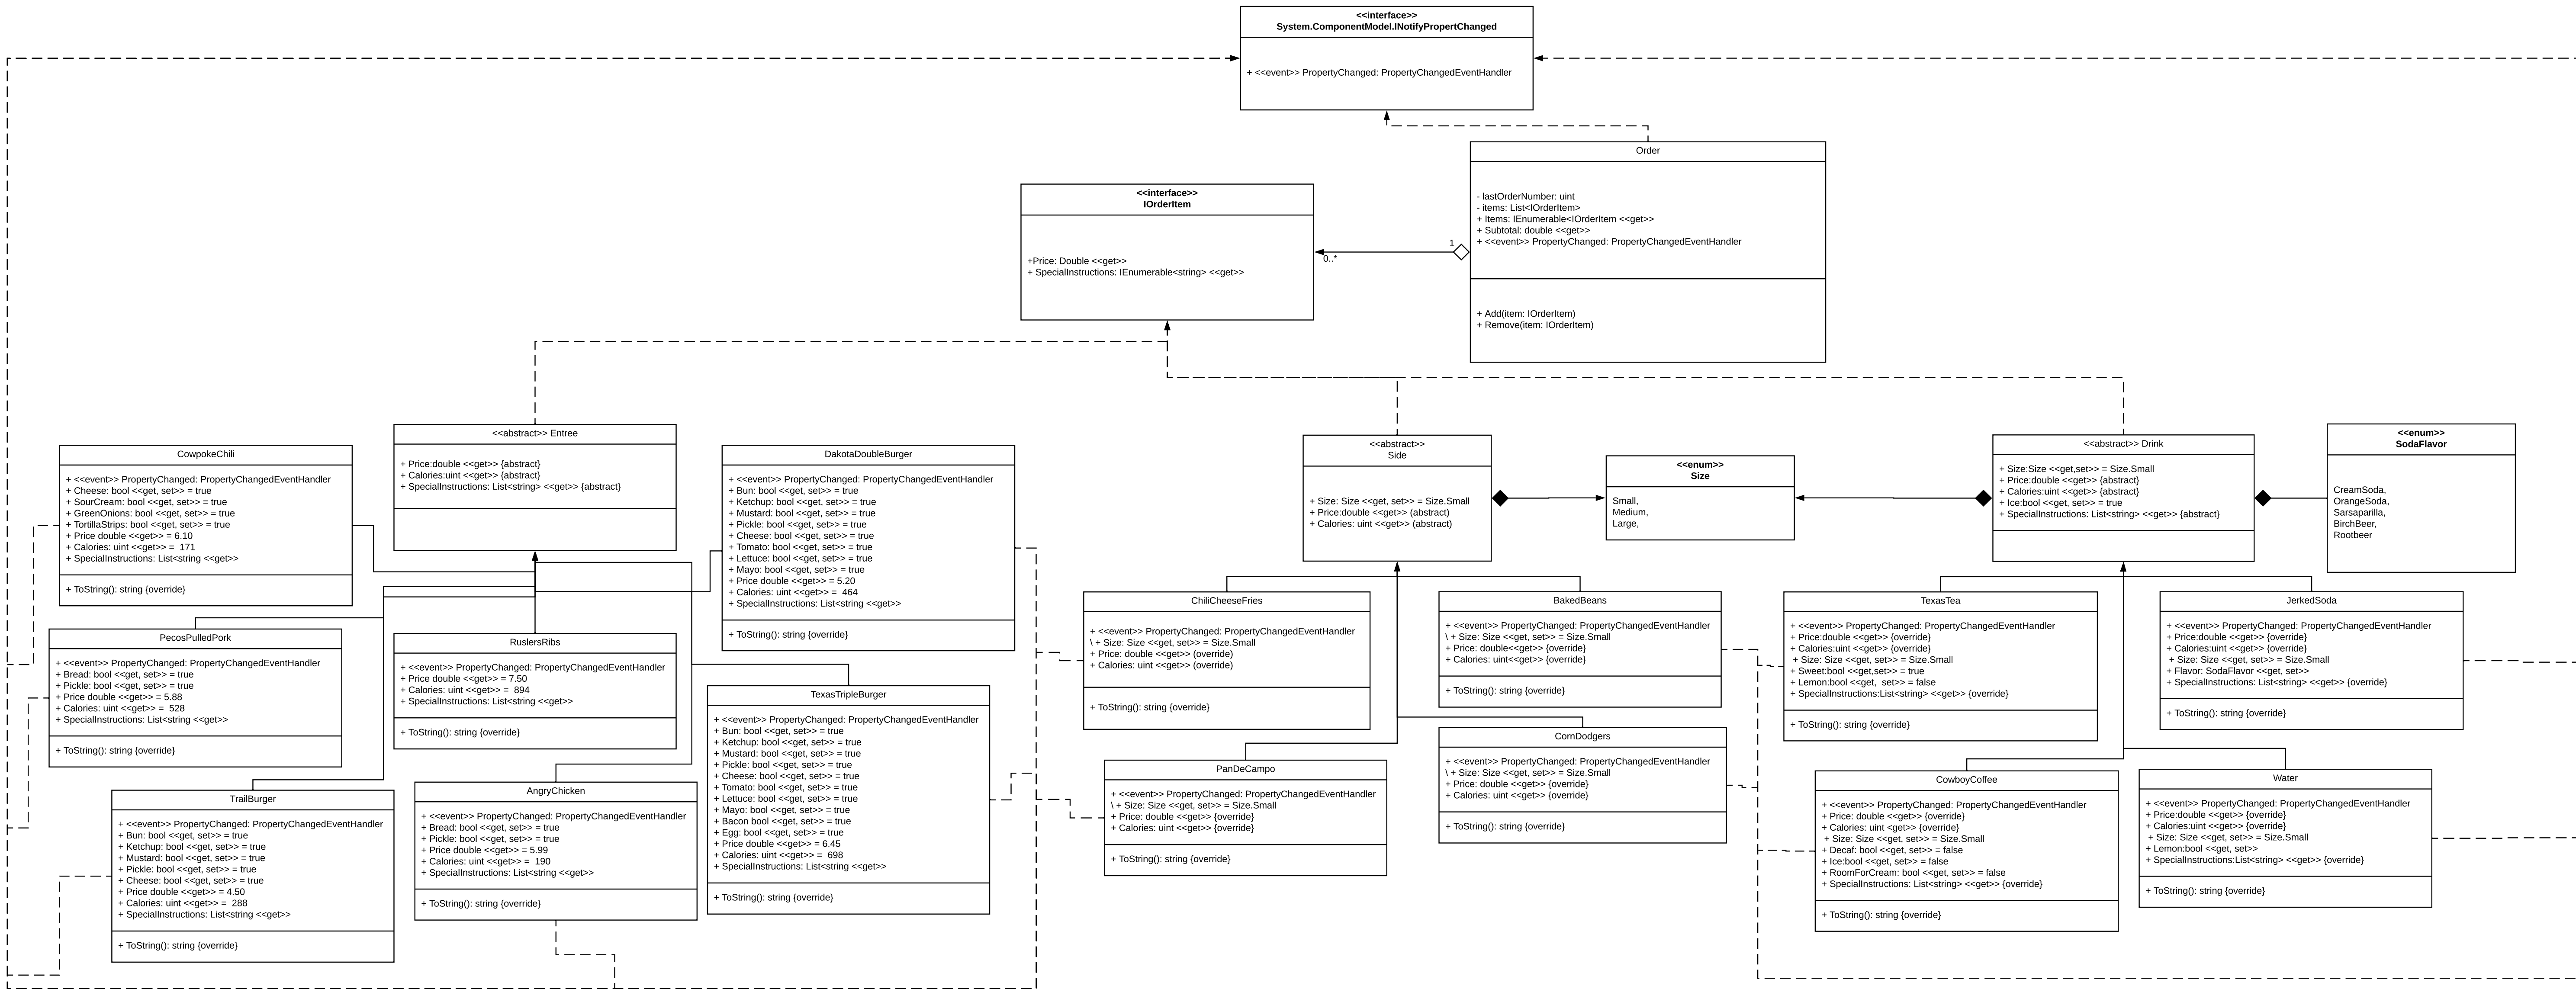 <<interface>>
System.ComponentModel.INotifyPropertChanged
+ <<event>> PropertyChanged: PropertyChangedEventHandler
Order
- lastOrderNumber: uint
- items: List<IOrderItem>
+ Items: IEnumerable<IOrderItem <<get>>
+ Subtotal: double <<get>>
+ <<event>> PropertyChanged: PropertyChangedEventHandler
+ Add(item: IOrderItem)
+ Remove(item: IOrderItem)
<<interface>>
IOrderItem
+Price: Double <<get>>
+ SpecialInstructions: IEnumerable<string> <<get>>
1
0..*
CowpokeChili
+ <<event>> PropertyChanged: PropertyChangedEventHandler
+ Cheese: bool <<get, set>> = true
+ SourCream: bool <<get, set>> = true
+ GreenOnions: bool <<get, set>> = true
+ TortillaStrips: bool <<get, set>> = true
+ Price double <<get>> = 6.10
+ Calories: uint <<get>> =  171
+ SpecialInstructions: List<string <<get>>
+ ToString(): string {override}
<<abstract>> Entree
+ Price:double <<get>> {abstract}
+ Calories:uint <<get>> {abstract}
+ SpecialInstructions: List<string> <<get>> {abstract}
DakotaDoubleBurger
+ <<event>> PropertyChanged: PropertyChangedEventHandler
+ Bun: bool <<get, set>> = true
+ Ketchup: bool <<get, set>> = true
+ Mustard: bool <<get, set>> = true
+ Pickle: bool <<get, set>> = true
+ Cheese: bool <<get, set>> = true
+ Tomato: bool <<get, set>> = true
+ Lettuce: bool <<get, set>> = true
+ Mayo: bool <<get, set>> = true
+ Price double <<get>> = 5.20
+ Calories: uint <<get>> =  464
+ SpecialInstructions: List<string <<get>>
+ ToString(): string {override}
<<abstract>>
Side
+ Size: Size <<get, set>> = Size.Small
+ Price:double <<get>> (abstract)
+ Calories: uint <<get>> (abstract)
<<enum>>
Size
Small,
Medium,
Large,
<<abstract>> Drink
+ Size:Size <<get,set>> = Size.Small
+ Price:double <<get>> {abstract}
+ Calories:uint <<get>> {abstract}
+ Ice:bool <<get, set>> = true
+ SpecialInstructions: List<string> <<get>> {abstract}
<<enum>>
SodaFlavor
CreamSoda,
OrangeSoda,
Sarsaparilla,
BirchBeer,
Rootbeer
PecosPulledPork
+ <<event>> PropertyChanged: PropertyChangedEventHandler
+ Bread: bool <<get, set>> = true
+ Pickle: bool <<get, set>> = true
+ Price double <<get>> = 5.88
+ Calories: uint <<get>> =  528
+ SpecialInstructions: List<string <<get>>
+ ToString(): string {override}
RuslersRibs
+ <<event>> PropertyChanged: PropertyChangedEventHandler
+ Price double <<get>> = 7.50
+ Calories: uint <<get>> =  894
+ SpecialInstructions: List<string <<get>>
+ ToString(): string {override}
TexasTripleBurger
+ <<event>> PropertyChanged: PropertyChangedEventHandler
+ Bun: bool <<get, set>> = true
+ Ketchup: bool <<get, set>> = true
+ Mustard: bool <<get, set>> = true
+ Pickle: bool <<get, set>> = true
+ Cheese: bool <<get, set>> = true
+ Tomato: bool <<get, set>> = true
+ Lettuce: bool <<get, set>> = true
+ Mayo: bool <<get, set>> = true
+ Bacon bool <<get, set>> = true
+ Egg: bool <<get, set>> = true
+ Price double <<get>> = 6.45
+ Calories: uint <<get>> =  698
+ SpecialInstructions: List<string <<get>>
+ ToString(): string {override}
TrailBurger
+ <<event>> PropertyChanged: PropertyChangedEventHandler
+ Bun: bool <<get, set>> = true
+ Ketchup: bool <<get, set>> = true
+ Mustard: bool <<get, set>> = true
+ Pickle: bool <<get, set>> = true
+ Cheese: bool <<get, set>> = true
+ Price double <<get>> = 4.50
+ Calories: uint <<get>> =  288
+ SpecialInstructions: List<string <<get>>
+ ToString(): string {override}
AngryChicken
+ <<event>> PropertyChanged: PropertyChangedEventHandler
+ Bread: bool <<get, set>> = true
+ Pickle: bool <<get, set>> = true
+ Price double <<get>> = 5.99
+ Calories: uint <<get>> =  190
+ SpecialInstructions: List<string <<get>>
+ ToString(): string {override}
ChiliCheeseFries
+ <<event>> PropertyChanged: PropertyChangedEventHandler
\ + Size: Size <<get, set>> = Size.Small
+ Price: double <<get>> (override)
+ Calories: uint <<get>> (override)
+ ToString(): string {override}
BakedBeans
+ <<event>> PropertyChanged: PropertyChangedEventHandler
\ + Size: Size <<get, set>> = Size.Small
+ Price: double<<get>> {override}
+ Calories: uint<<get>> {override}
+ ToString(): string {override}
PanDeCampo
+ <<event>> PropertyChanged: PropertyChangedEventHandler
\ + Size: Size <<get, set>> = Size.Small
+ Price: double <<get>> {override}
+ Calories: uint <<get>> {override}
+ ToString(): string {override}
CornDodgers
+ <<event>> PropertyChanged: PropertyChangedEventHandler
\ + Size: Size <<get, set>> = Size.Small
+ Price: double <<get>> {override}
+ Calories: uint <<get>> {override}
+ ToString(): string {override}
TexasTea
+ <<event>> PropertyChanged: PropertyChangedEventHandler
+ Price:double <<get>> {override}
+ Calories:uint <<get>> {override}
+ Size: Size <<get, set>> = Size.Small
+ Sweet:bool <<get,set>> = true
+ Lemon:bool <<get,  set>> = false
+ SpecialInstructions:List<string> <<get>> {override}
+ ToString(): string {override}
JerkedSoda
+ <<event>> PropertyChanged: PropertyChangedEventHandler
+ Price:double <<get>> {override}
+ Calories:uint <<get>> {override}
+ Size: Size <<get, set>> = Size.Small
+ Flavor: SodaFlavor <<get, set>>
+ SpecialInstructions: List<string> <<get>> {override}
+ ToString(): string {override}
CowboyCoffee
+ <<event>> PropertyChanged: PropertyChangedEventHandler
+ Price: double <<get>> {override}
+ Calories: uint <get>> {override}
+ Size: Size <<get, set>> = Size.Small
+ Decaf: bool <<get, set>> = false
+ Ice:bool <<get, set>> = false
+ RoomForCream: bool <<get, set>> = false
+ SpecialInstructions: List<string> <<get>> {override}
+ ToString(): string {override}
Water
+ <<event>> PropertyChanged: PropertyChangedEventHandler
+ Price:double <<get>> {override}
+ Calories:uint <<get>> {override}
+ Size: Size <<get, set>> = Size.Small
+ Lemon:bool <<get, set>>
+ SpecialInstructions:List<string> <<get>> {override}
+ ToString(): string {override}